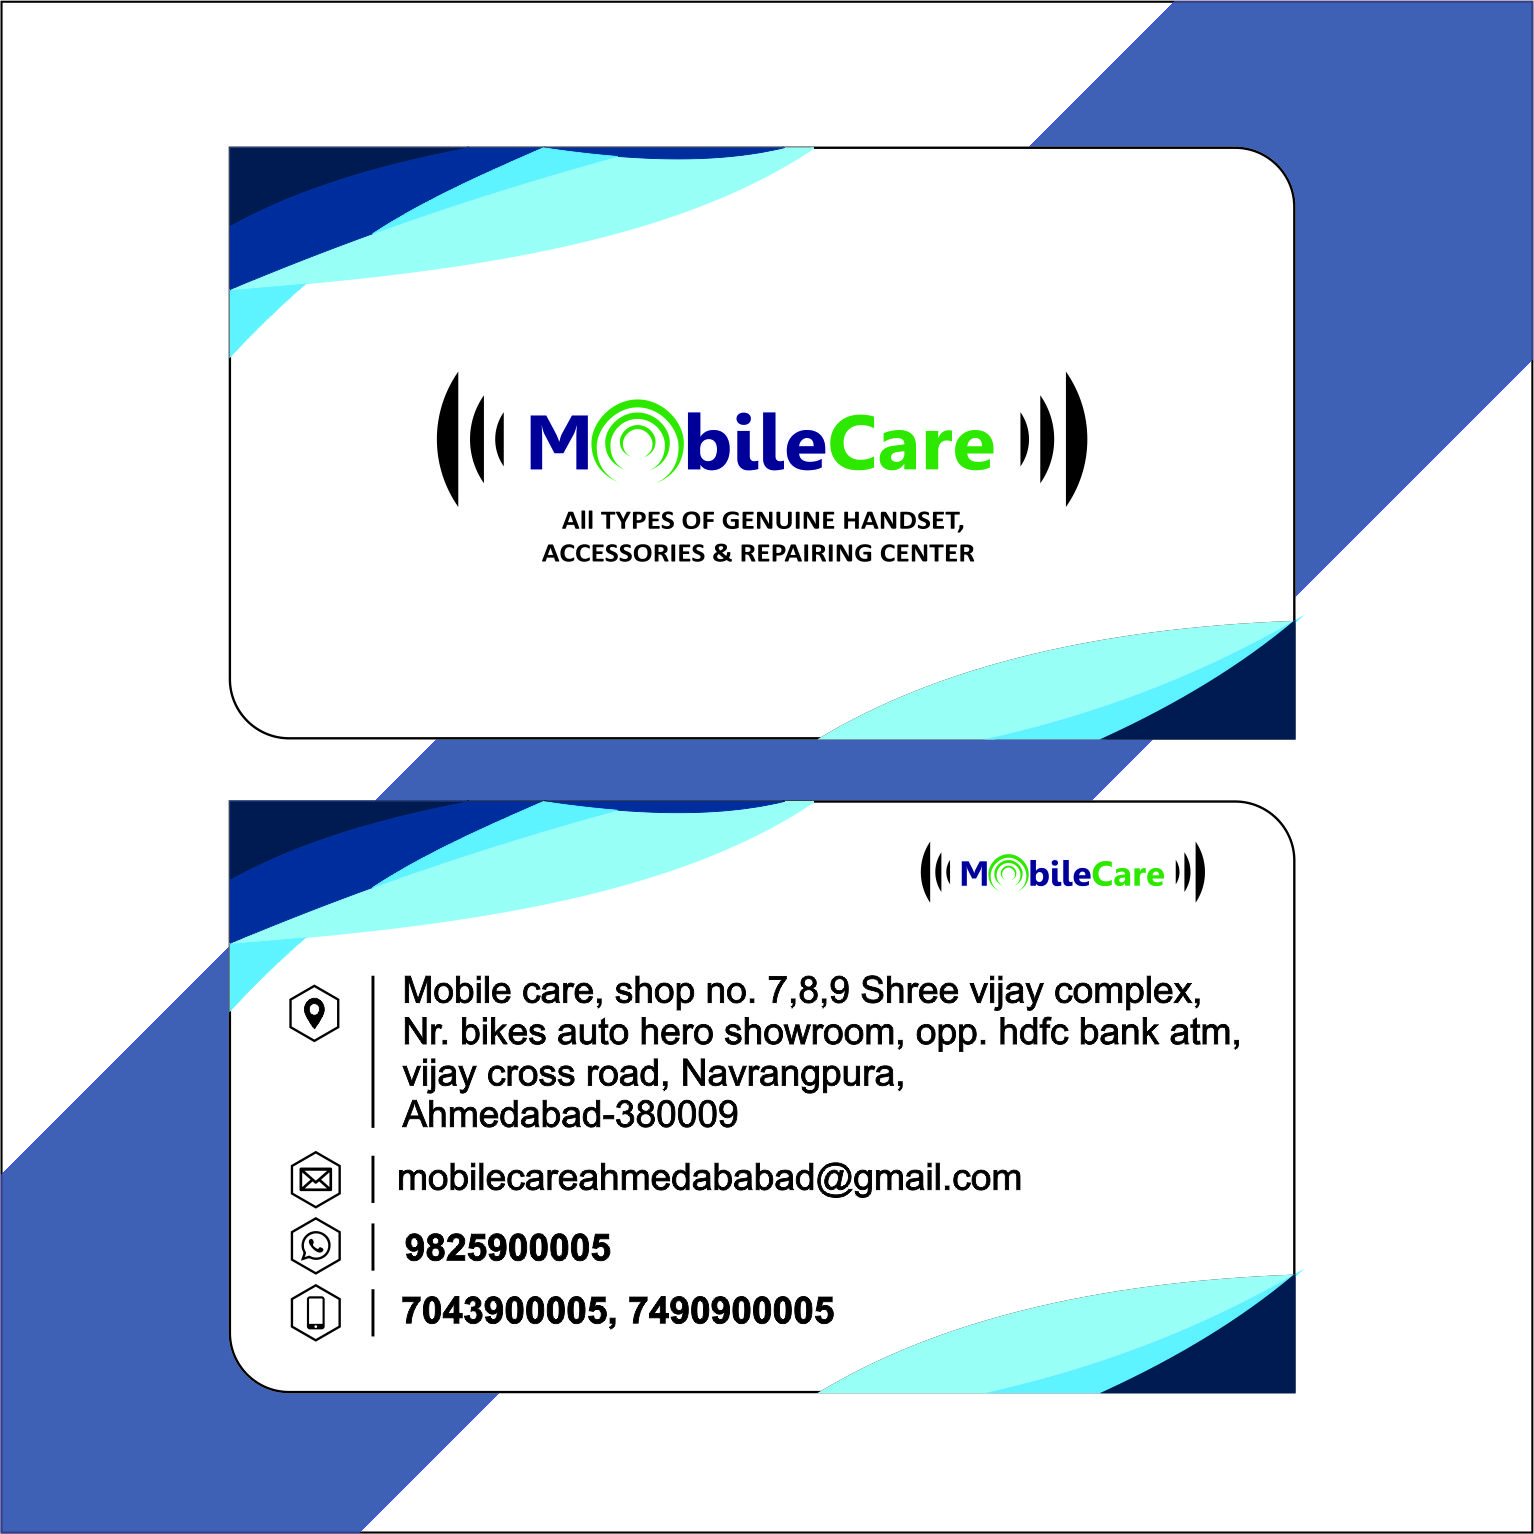 MobileCare
All TYPES OF GENUINE HANDSET,
ACCESSORIES & REPAIRING CENTER
MobileCare
Mobile care, shop no. 7,8,9 Shree vijay complex,
Nr. bikes auto hero showroom, opp. hdfc bank atm,
vijay cross road, Navrangpura,
Ahmedabad-380009
mobilecareahmedababad@gmail.com
9825900005
7043900005, 7490900005